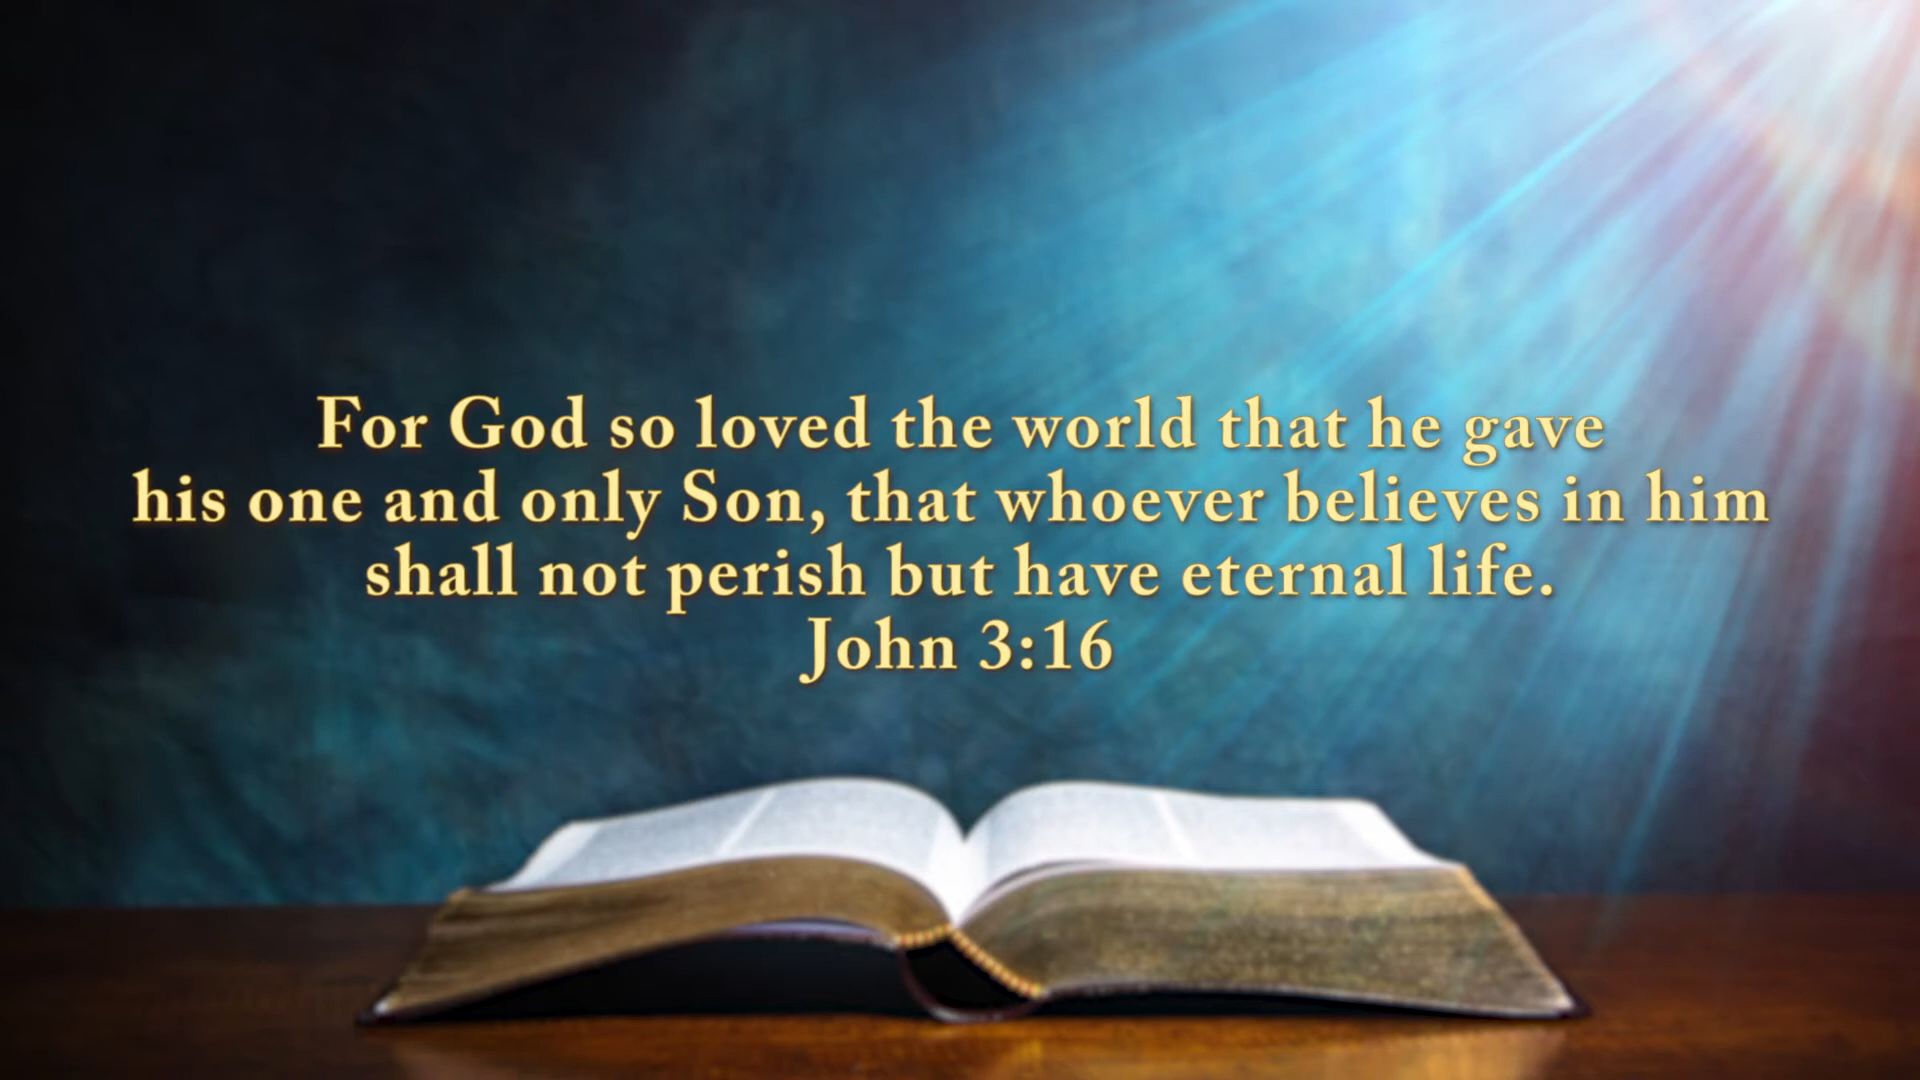 For God so loved the world that he gave
his one and only Son, that whoever believes in him
shall not perish but have eternal life.
John 3:16